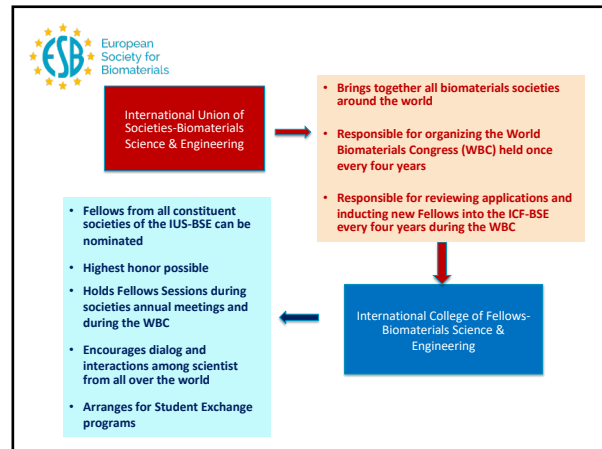 ESB
European
Society for
Biomaterials
International Union of
Societies-Biomaterials
Science & Engineering
• Brings together all biomaterials societies
around the world
• Responsible for organizing the World
Biomaterials Congress (WBC) held once
every four years
• Responsible for reviewing applications and
inducting new Fellows into the ICF-BSE
every four years during the WBC
• Fellows from all constituent
societies of the IUS-BSE can be
nominated
• Highest honor possible
• Holds Fellows Sessions during
societies annual meetings and
during the WBC
• Encourages dialog and
interactions among scientist
from all over the world
• Arranges for Student Exchange
programs
International College of Fellows-
Biomaterials Science &
Engineering